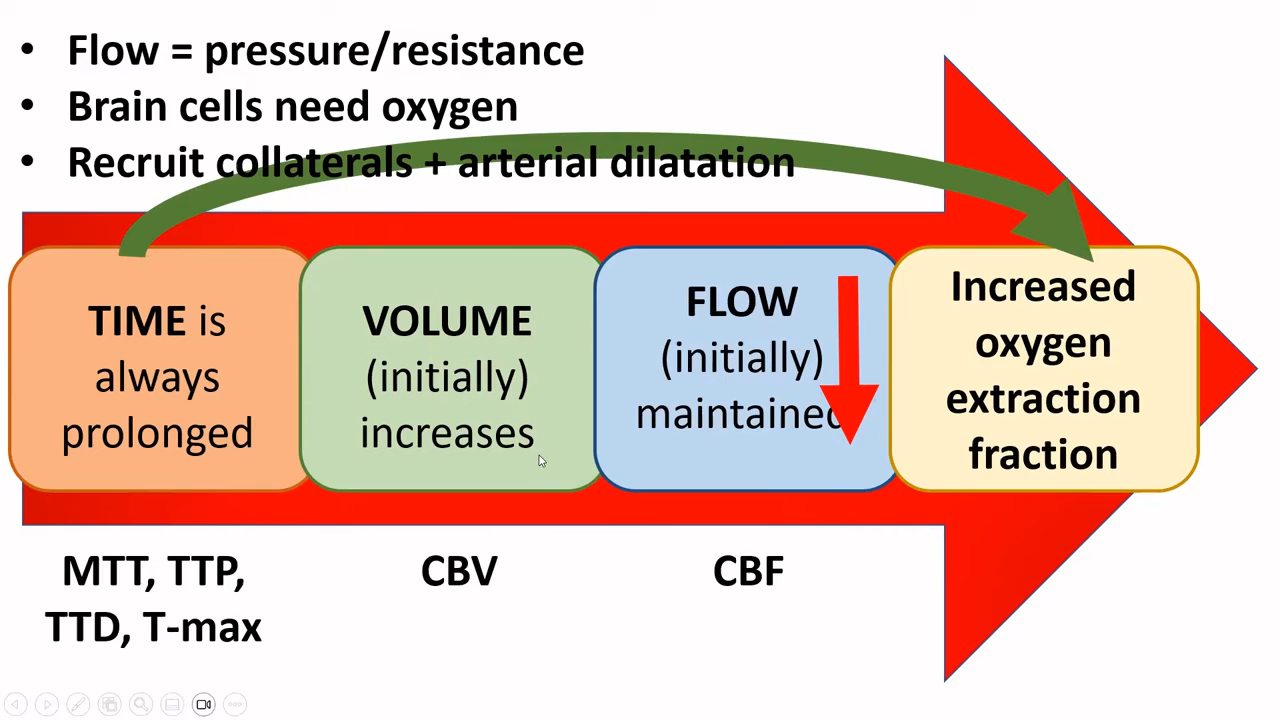 • Flow = pressure/resistance
• Brain cells need oxygen
• Recruit collaterals + arterial dilatation
TIME is
always
prolonged
VOLUME
(initially)
increases
FLOW
(initially)
maintained
Increased
oxygen
extraction
fraction
MTT, TTP,
TTD, T-max
CBV
CBF